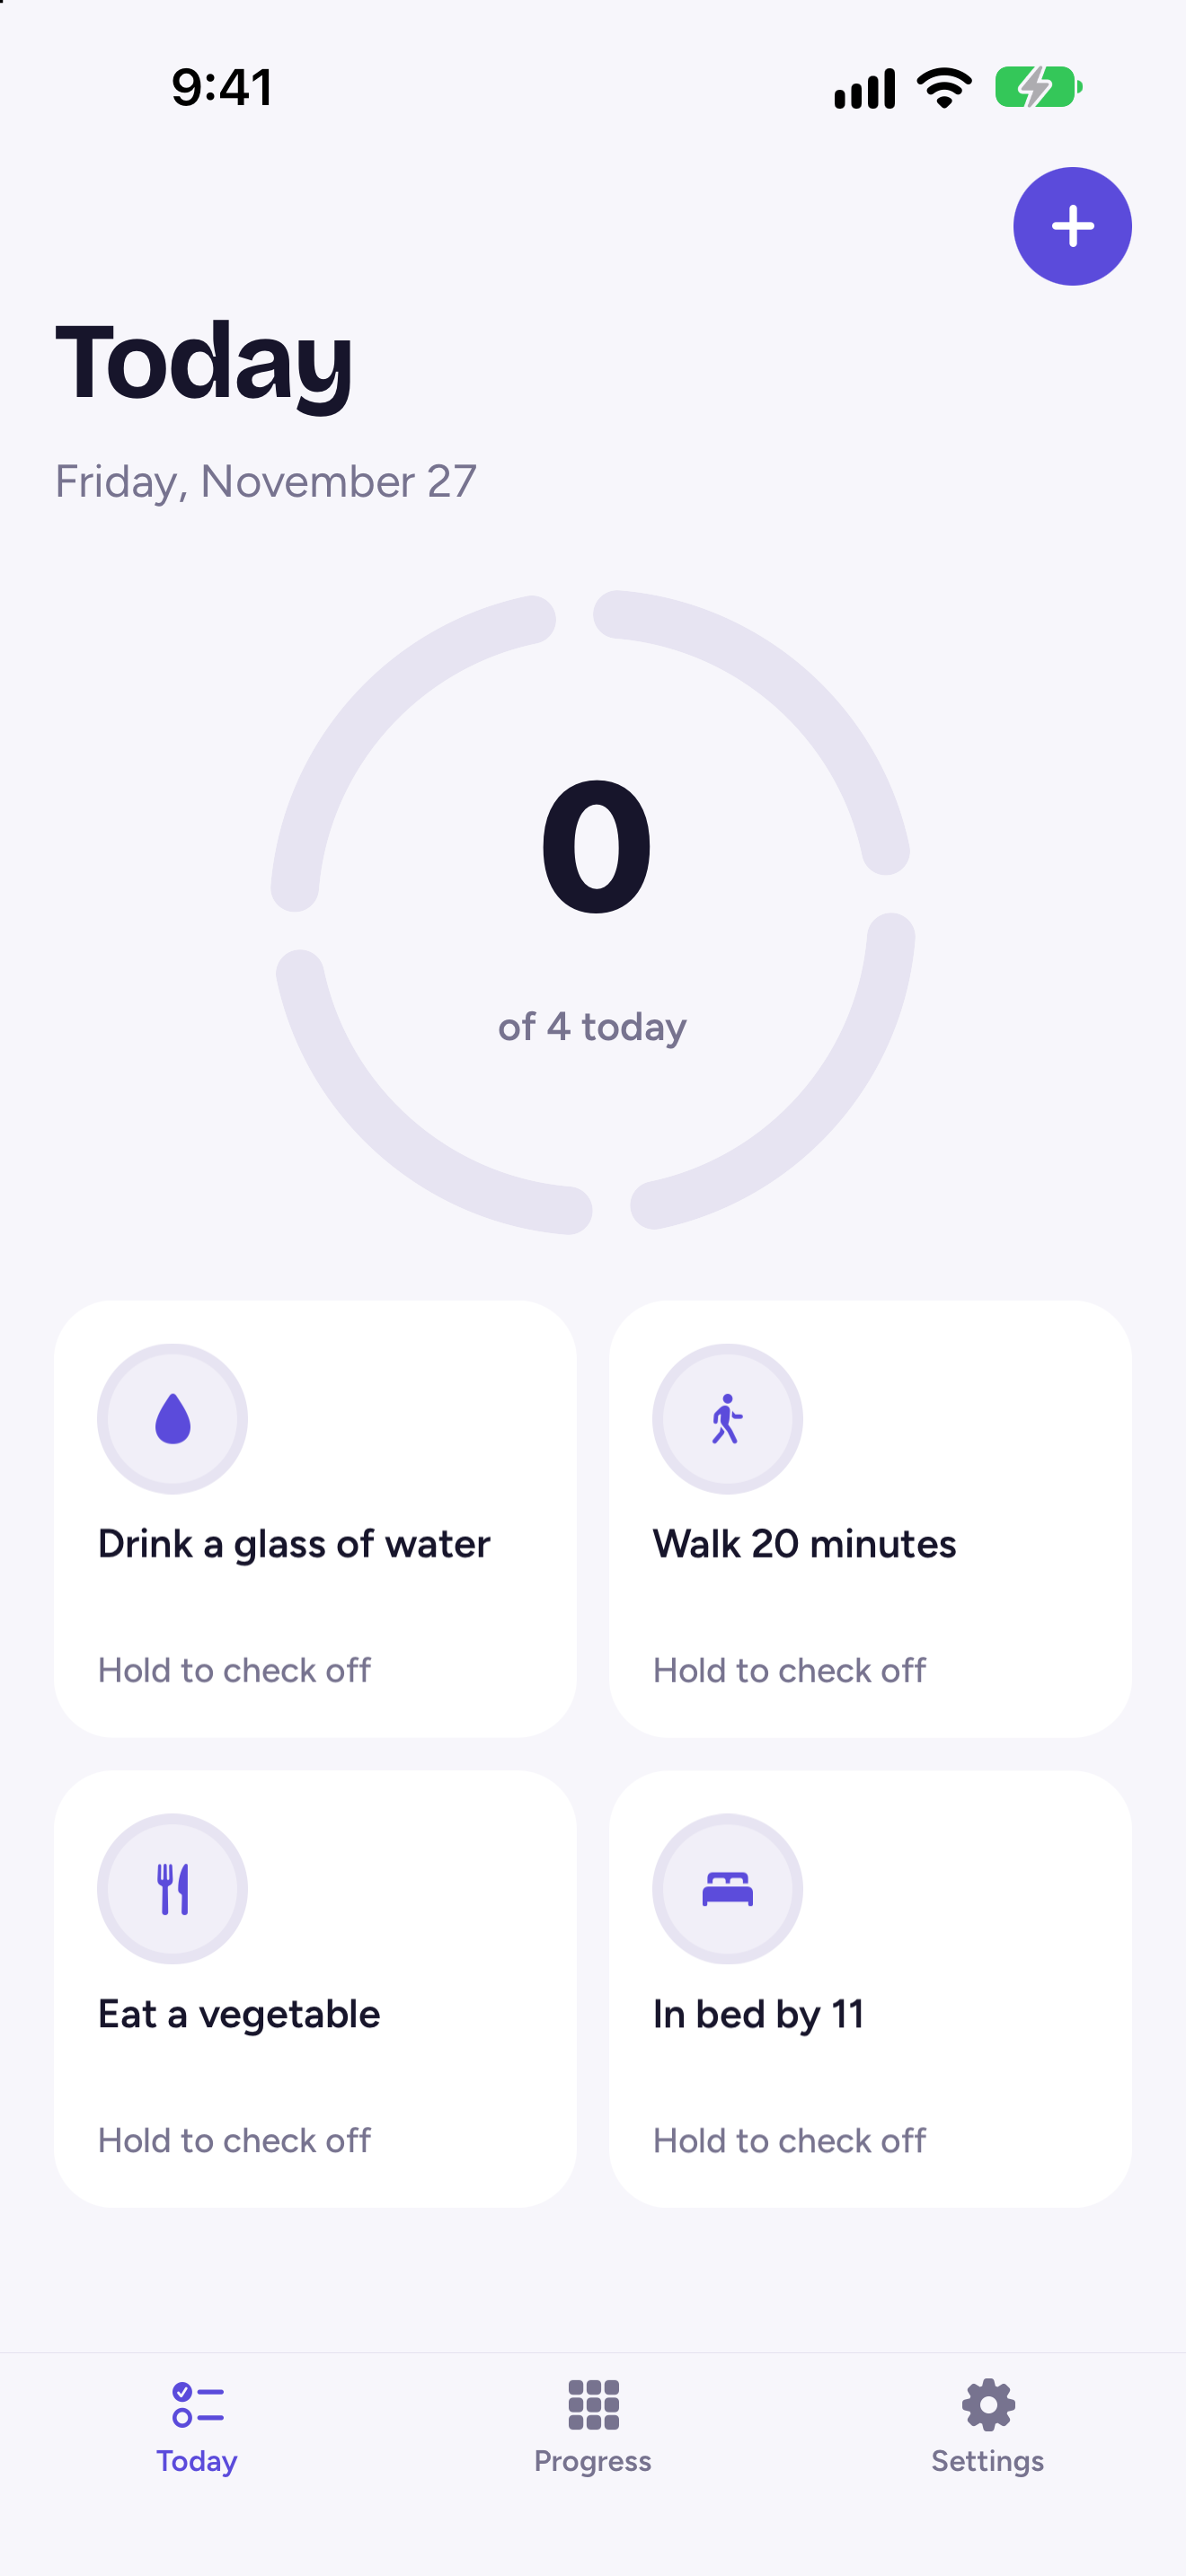 9:41
Today
Friday, November 27
0
of 4 today
Drink a glass of water
Walk 20 minutes
Hold to check off
Hold to check off
Eat a vegetable
In bed by 11
Hold to check off
Hold to check off
Today
Progress
Settings